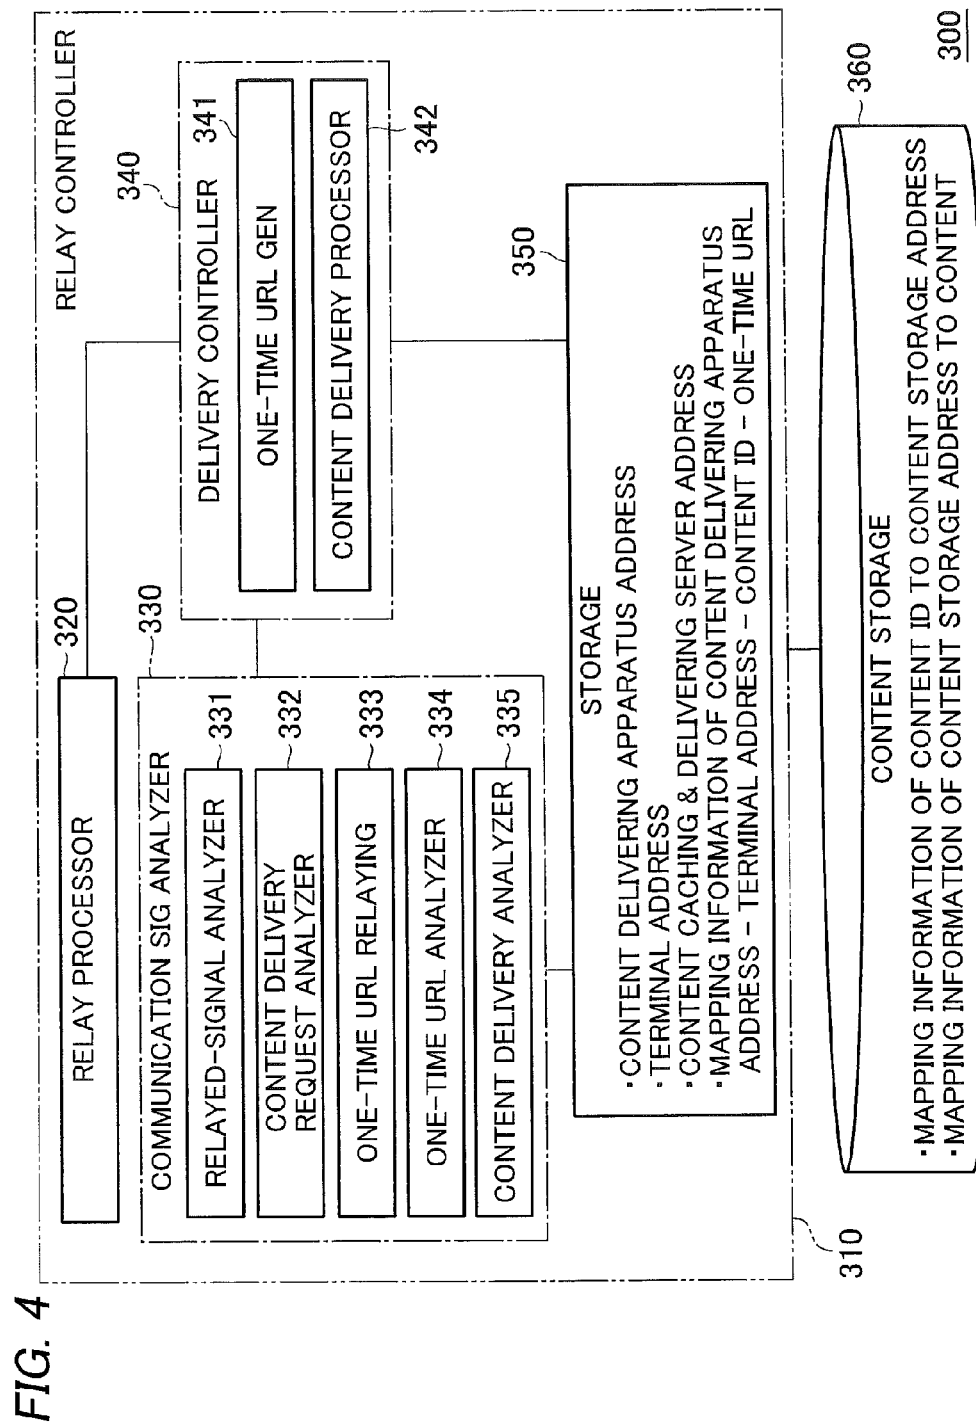 FIG. 4
RELAY CONTROLLER
RELAY PROCESSOR
320
COMMUNICATION SIG ANALYZER
330
RELAYED-SIGNAL ANALYZER
331
CONTENT DELIVERY
REQUEST ANALYZER
332
ONE-TIME URL RELAYING
333
ONE-TIME URL ANALYZER
334
CONTENT DELIVERY ANALYZER
335
340
DELIVERY CONTROLLER
341
ONE-TIME URL GEN
CONTENT DELIVERY PROCESSOR
342
350
STORAGE
・CONTENT DELIVERING APPARATUS ADDRESS
・TERMINAL ADDRESS
・CONTENT CACHING & DELIVERING SERVER ADDRESS
・MAPPING INFORMATION OF CONTENT DELIVERING APPARATUS
ADDRESS - TERMINAL ADDRESS - CONTENT ID - ONE-TIME URL
310
360
CONTENT STORAGE
・MAPPING INFORMATION OF CONTENT ID TO CONTENT STORAGE ADDRESS
・MAPPING INFORMATION OF CONTENT STORAGE ADDRESS TO CONTENT
300